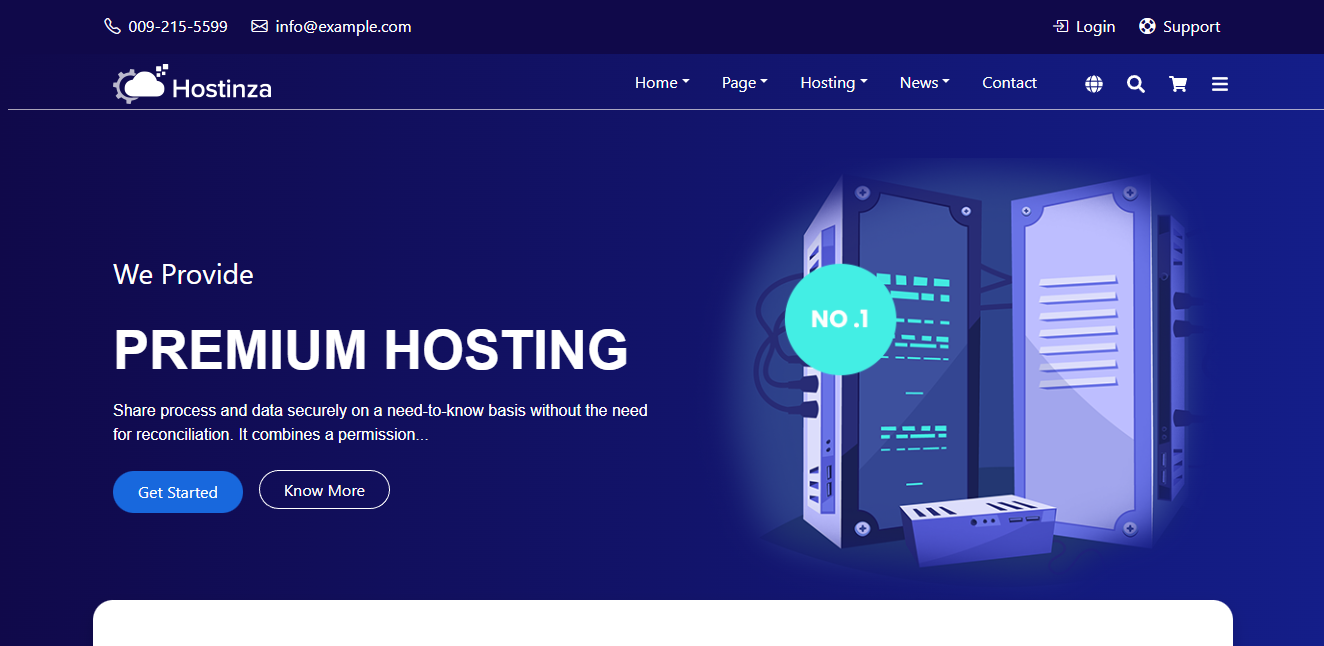 009-215-5599 info@example.com Login Support
Hostinza Home Page Hosting News Contact
We Provide
PREMIUM HOSTING
Share process and data securely on a need-to-know basis without the need
for reconciliation. It combines a permission...
Get Started Know More
NO .1